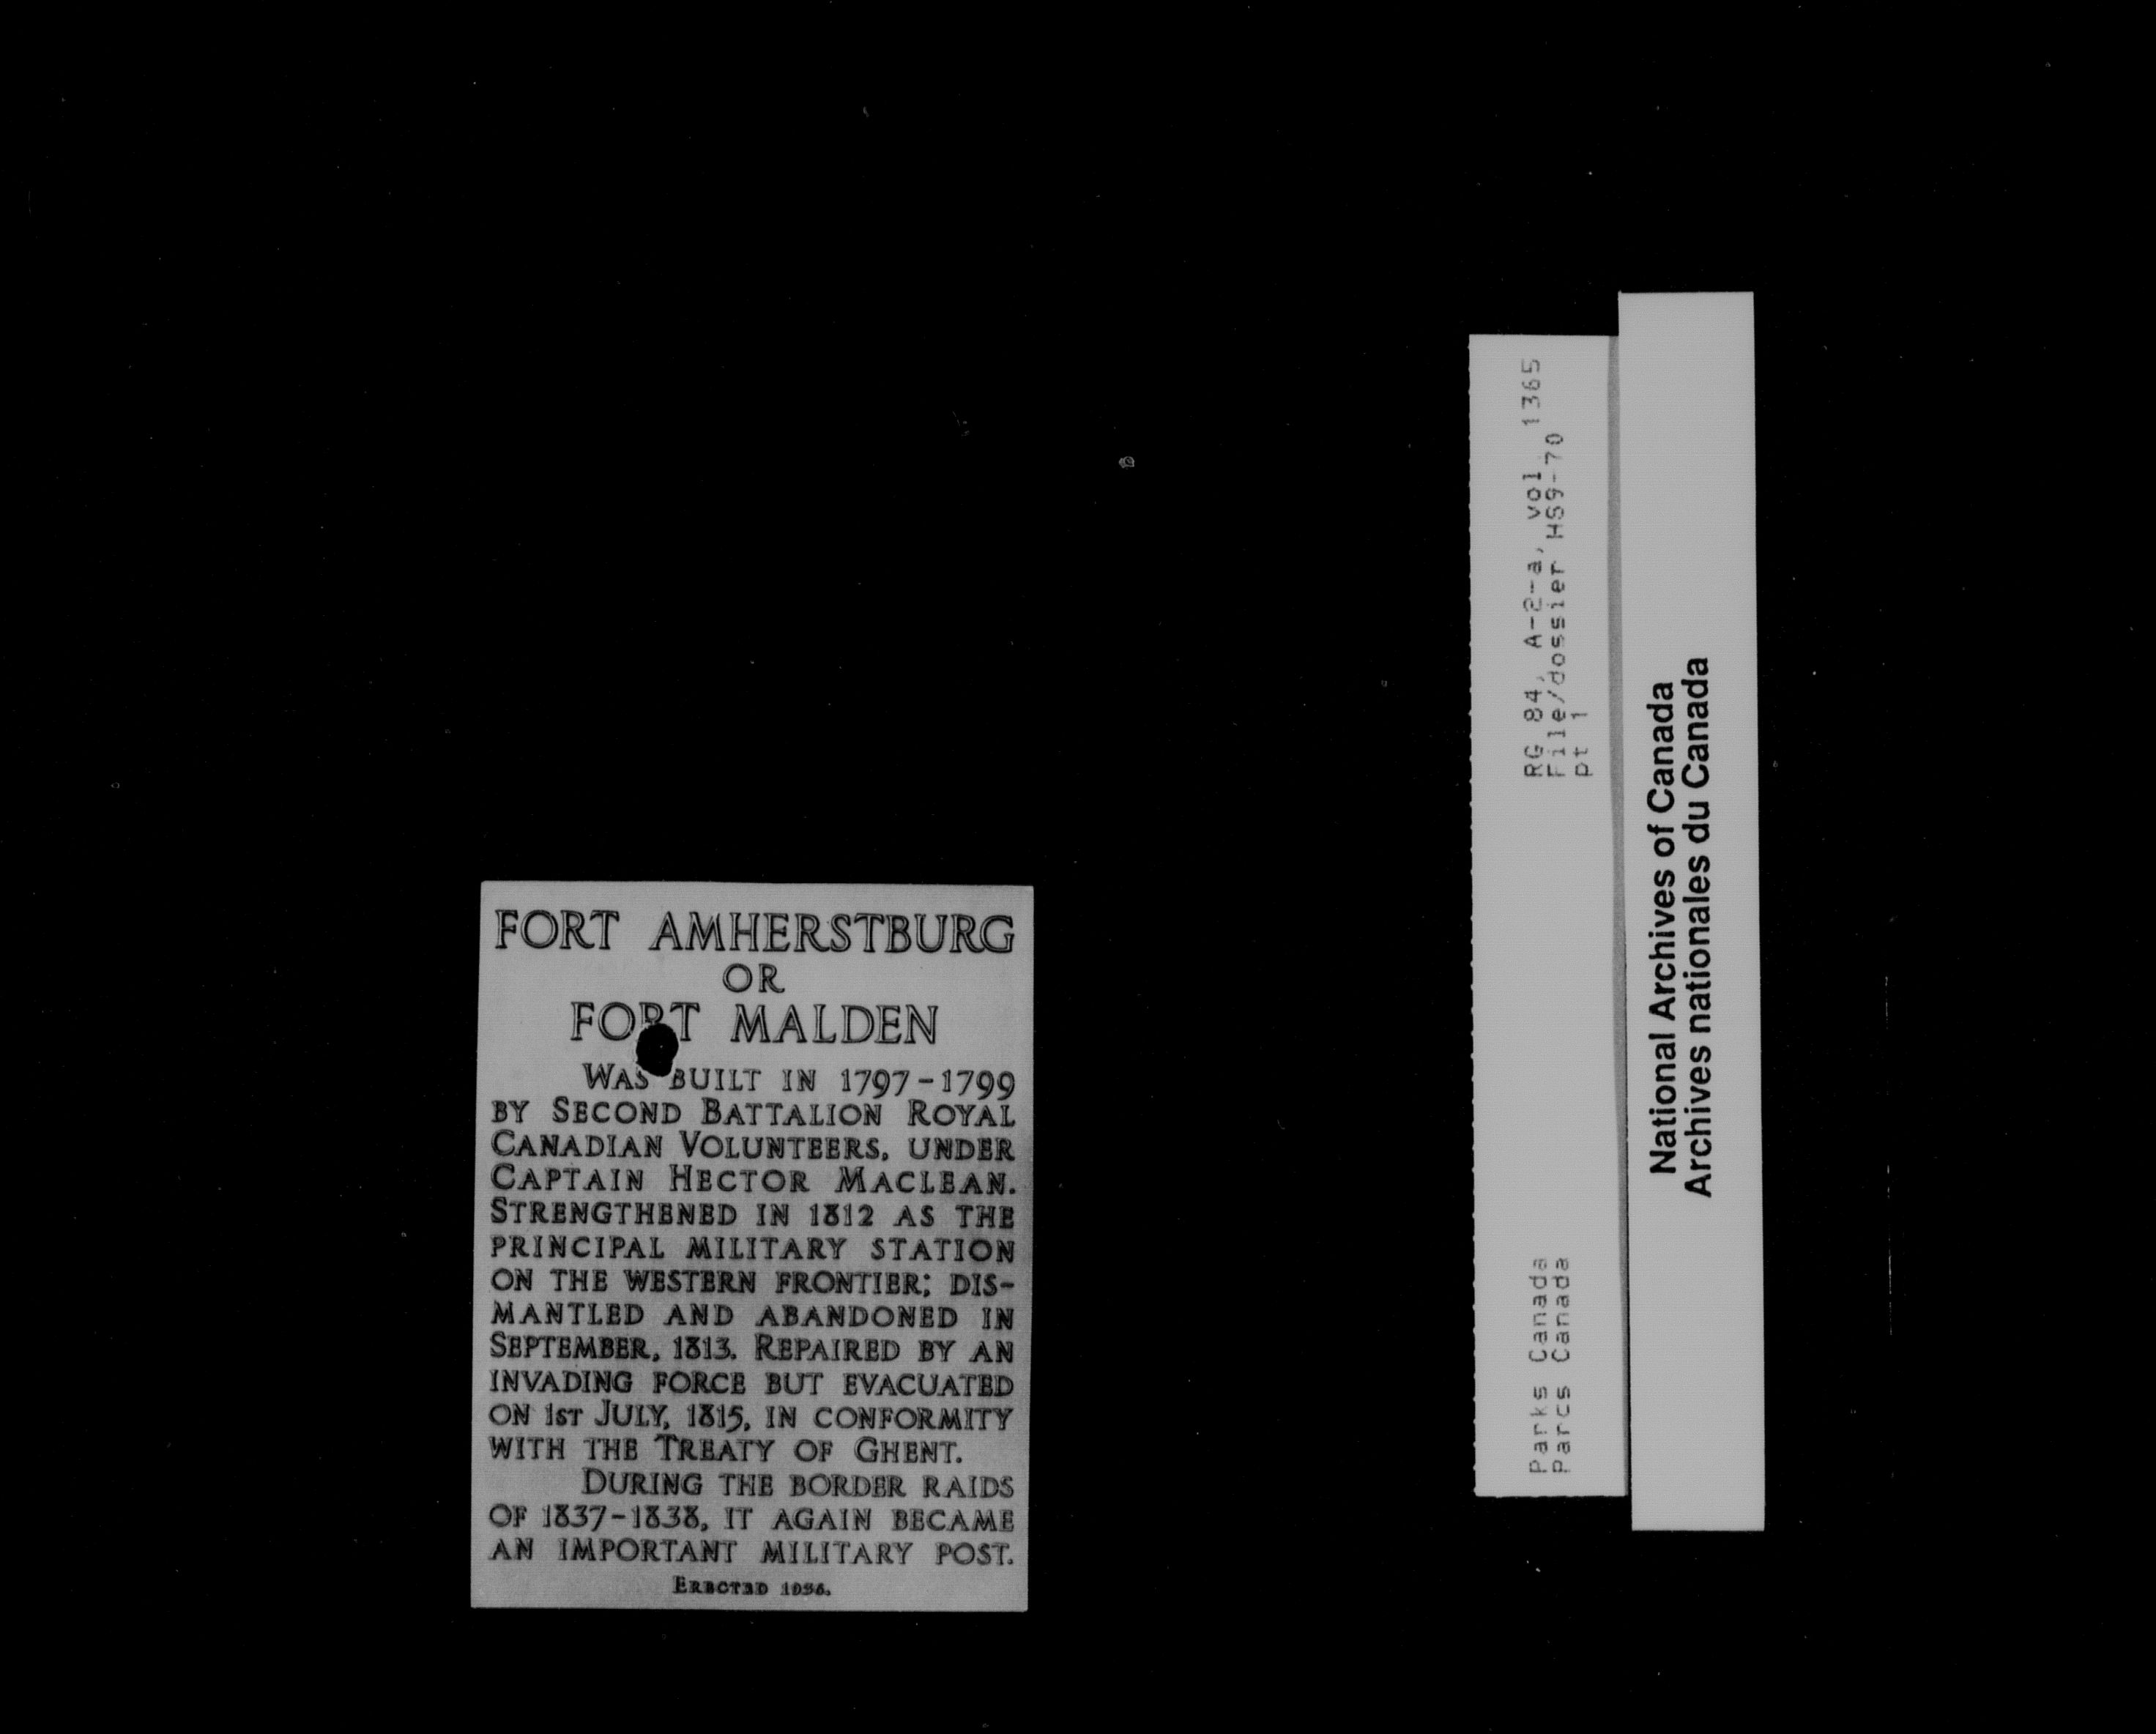 FORT AMHERSTBURG
OR
FORT MALDEN
WAS BUILT IN 1797-1799
BY SECOND BATTALION ROYAL
CANADIAN VOLUNTEERS, UNDER
CAPTAIN HECTOR MACLEAN.
STRENGTHENED IN 1812 AS THE
PRINCIPAL MILITARY STATION
ON THE WESTERN FRONTIER; DIS-
MANTLED AND ABANDONED IN
SEPTEMBER, 1813. REPAIRED BY AN
INVADING FORCE BUT EVACUATED
ON 1ST JULY, 1815, IN CONFORMITY
WITH THE TREATY OF GHENT.
DURING THE BORDER RAIDS
OF 1837-1838, IT AGAIN BECAME
AN IMPORTANT MILITARY POST.
ERECTED
RG 84, A-2-a, vol. 1365
File/dossier HS9-70
pt 1
Parks Canada
Parcs Canada
National Archives of Canada
Archives nationales du Canada